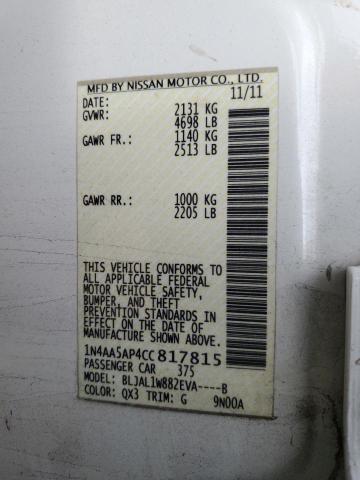 MFD BY NISSAN MOTOR CO., LTD.
DATE: 11/11
GVWR: 2131 KG
4698 LB
GAWR FR.: 1140 KG
2513 LB
GAWR RR.: 1000 KG
2205 LB
THIS VEHICLE CONFORMS TO
ALL APPLICABLE FEDERAL
MOTOR VEHICLE SAFETY,
BUMPER, AND THEFT
PREVENTION STANDARDS IN
EFFECT ON THE DATE OF
MANUFACTURE SHOWN ABOVE.
1N4AA5AP4CC817815
PASSENGER CAR 375
MODEL: BLJAL1W882EVA----B
COLOR: QX3 TRIM: G 9N00A